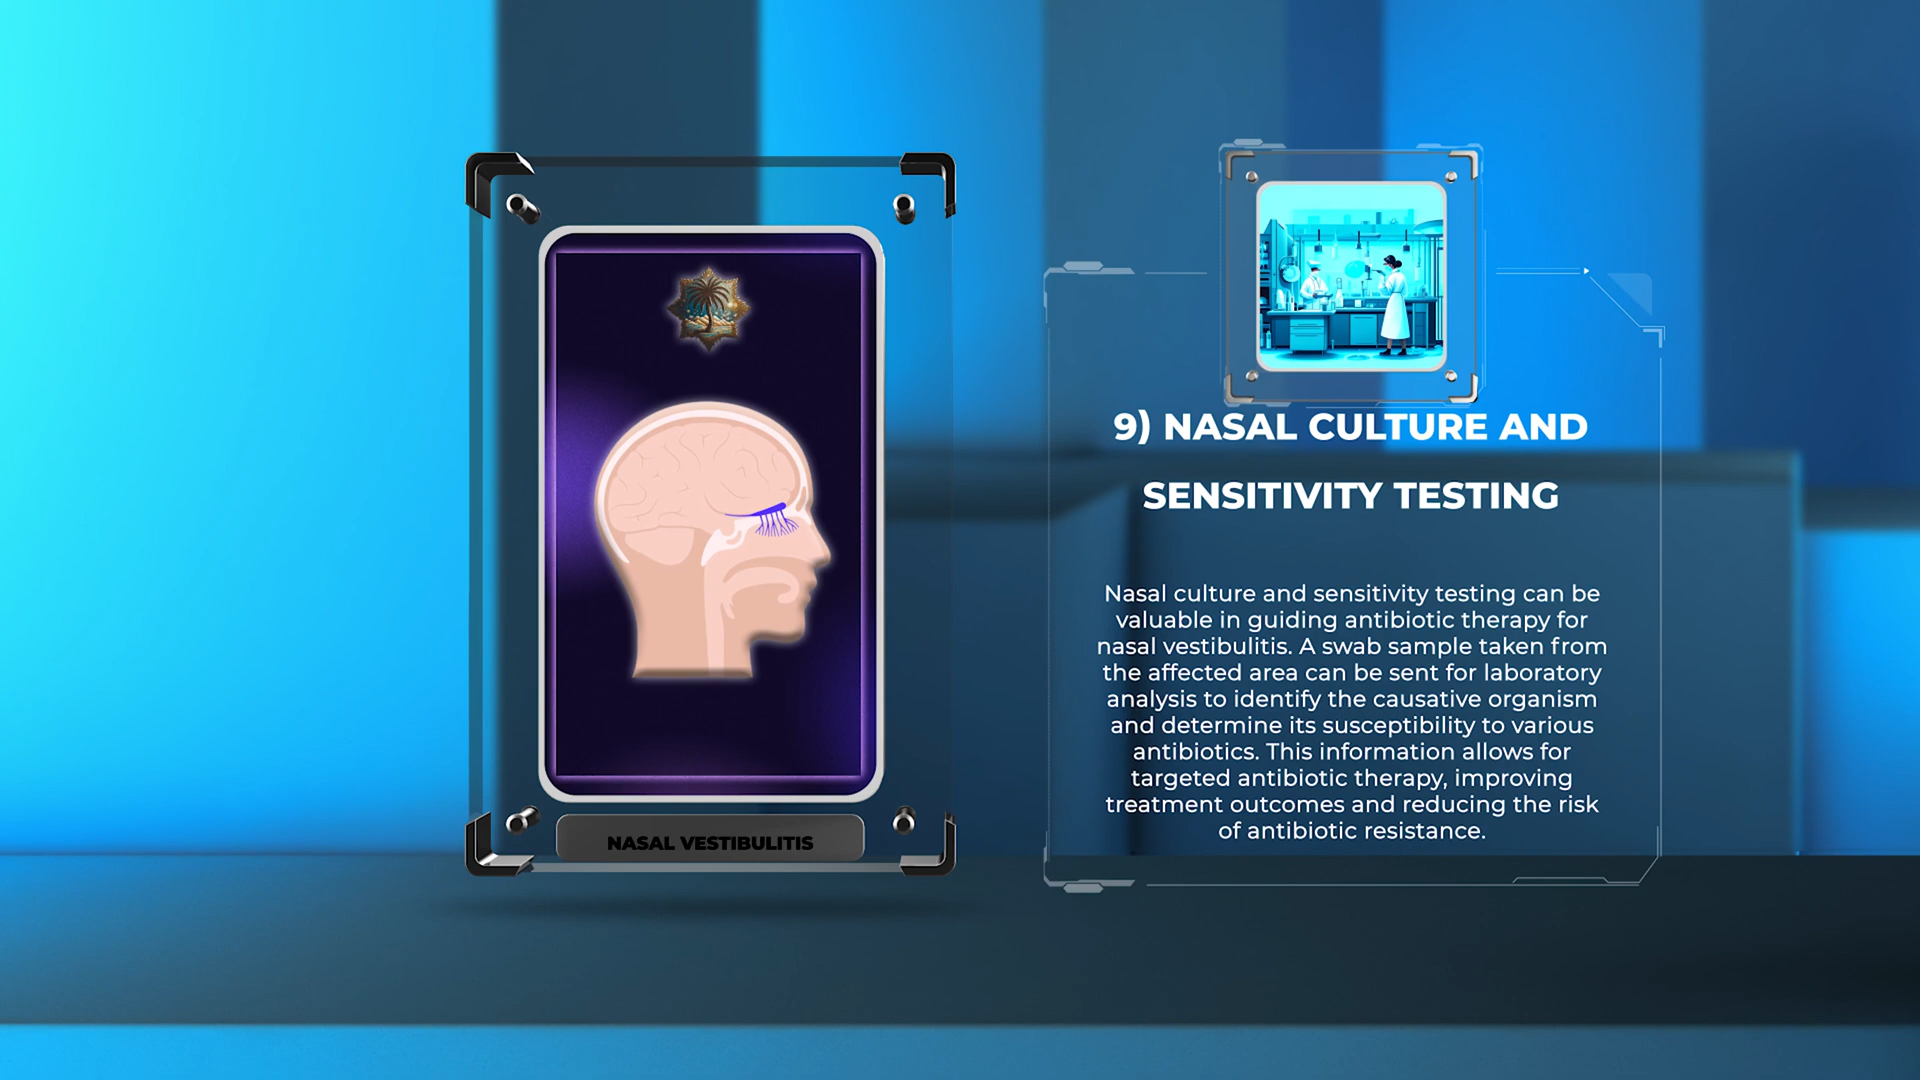 9) NASAL CULTURE AND
SENSITIVITY TESTING
Nasal culture and sensitivity testing can be
valuable in guiding antibiotic therapy for
nasal vestibulitis. A swab sample taken from
the affected area can be sent for laboratory
analysis to identify the causative organism
and determine its susceptibility to various
antibiotics. This information allows for
targeted antibiotic therapy, improving
treatment outcomes and reducing the risk
of antibiotic resistance.
NASAL VESTIBULITIS